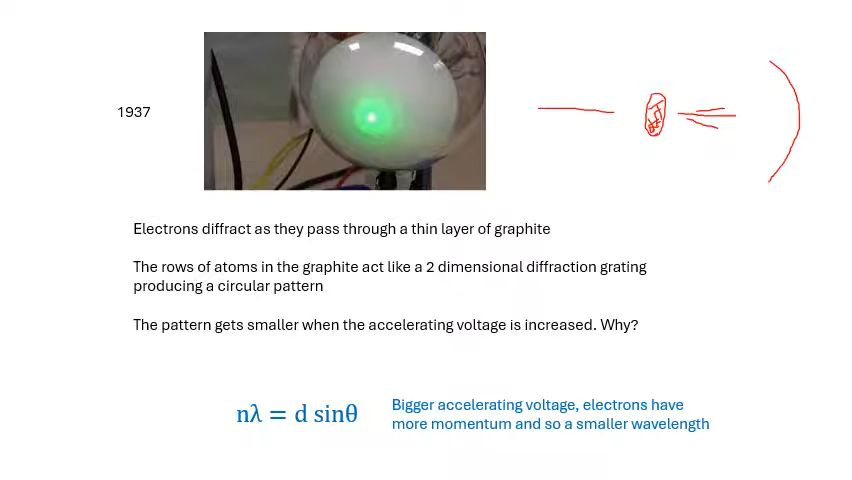 1937
Electrons diffract as they pass through a thin layer of graphite
The rows of atoms in the graphite act like a 2 dimensional diffraction grating
producing a circular pattern
The pattern gets smaller when the accelerating voltage is increased. Why?
nλ = d sinθ
Bigger accelerating voltage, electrons have
more momentum and so a smaller wavelength